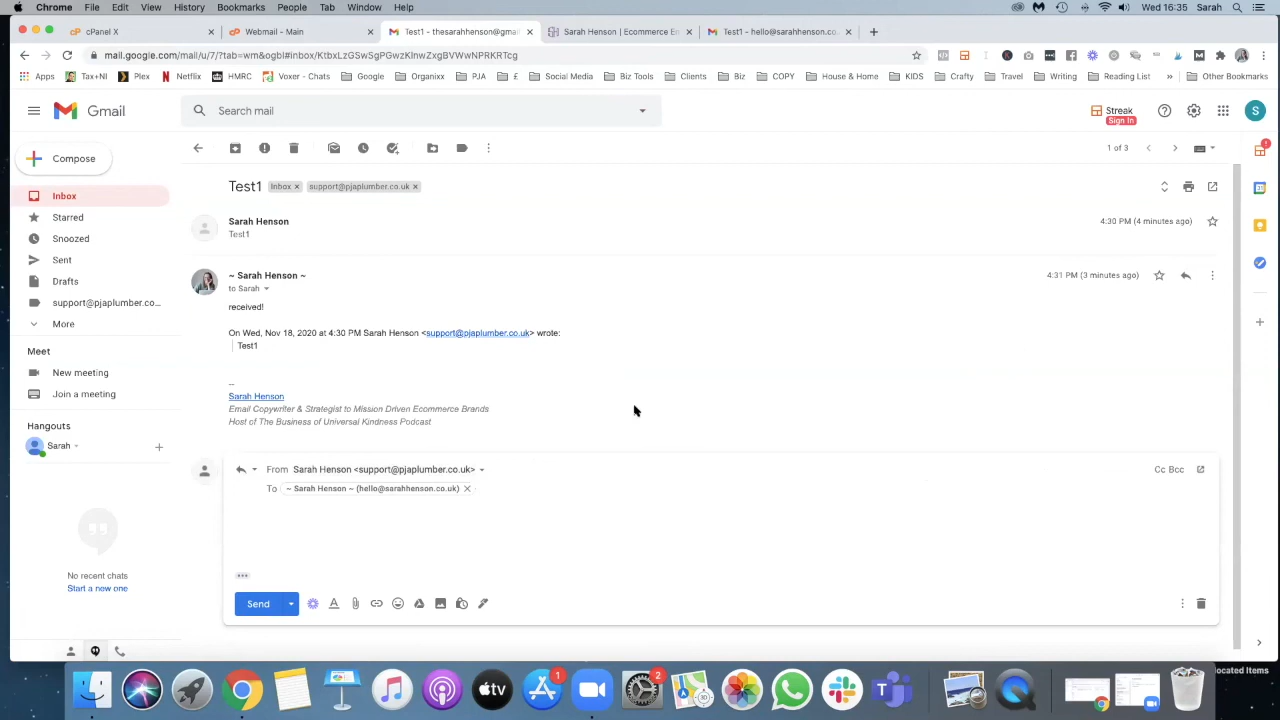 Chrome File Edit View History Bookmarks People Tab Window Help Wed 16:35 Sarah
cPanel X Webmail - Main Test1 - thesarahhenson@gmail. Sarah Henson | Ecommerce En Test1 - hello@sarahhenson.co.
mail.google.com/mail/u/7/?tab=wm&ogbl#inbox/KtbxLzGSwSgPGwzKlnwZxgBVWwNPRKRTcg
Apps Tax+NI Plex Netflix HMRC Voxer - Chats Google Organixx PJA £ Social Media Biz Tools Clients Biz COPY House & Home KIDS Crafty Travel Writing Reading List » Other Bookmarks
Gmail Search mail Streak
Sign In
S
Compose
1 of 3
Test1 Inbox support@pjaplumber.co.uk
Inbox
Starred
Snoozed
Sent
Drafts
support@pjaplumber.co...
More
Meet
New meeting
Join a meeting
Hangouts
Sarah
No recent chats
Start a new one
Sarah Henson 4:30 PM (4 minutes ago)
Test1
~ Sarah Henson ~ 4:31 PM (3 minutes ago)
to Sarah
received!
On Wed, Nov 18, 2020 at 4:30 PM Sarah Henson <support@pjaplumber.co.uk> wrote:
Test1
--
Sarah Henson
Email Copywriter & Strategist to Mission Driven Ecommerce Brands
Host of The Business of Universal Kindness Podcast
From Sarah Henson <support@pjaplumber.co.uk> Cc Bcc
To ~ Sarah Henson ~ (hello@sarahhenson.co.uk)
Send
located Items
tv 2